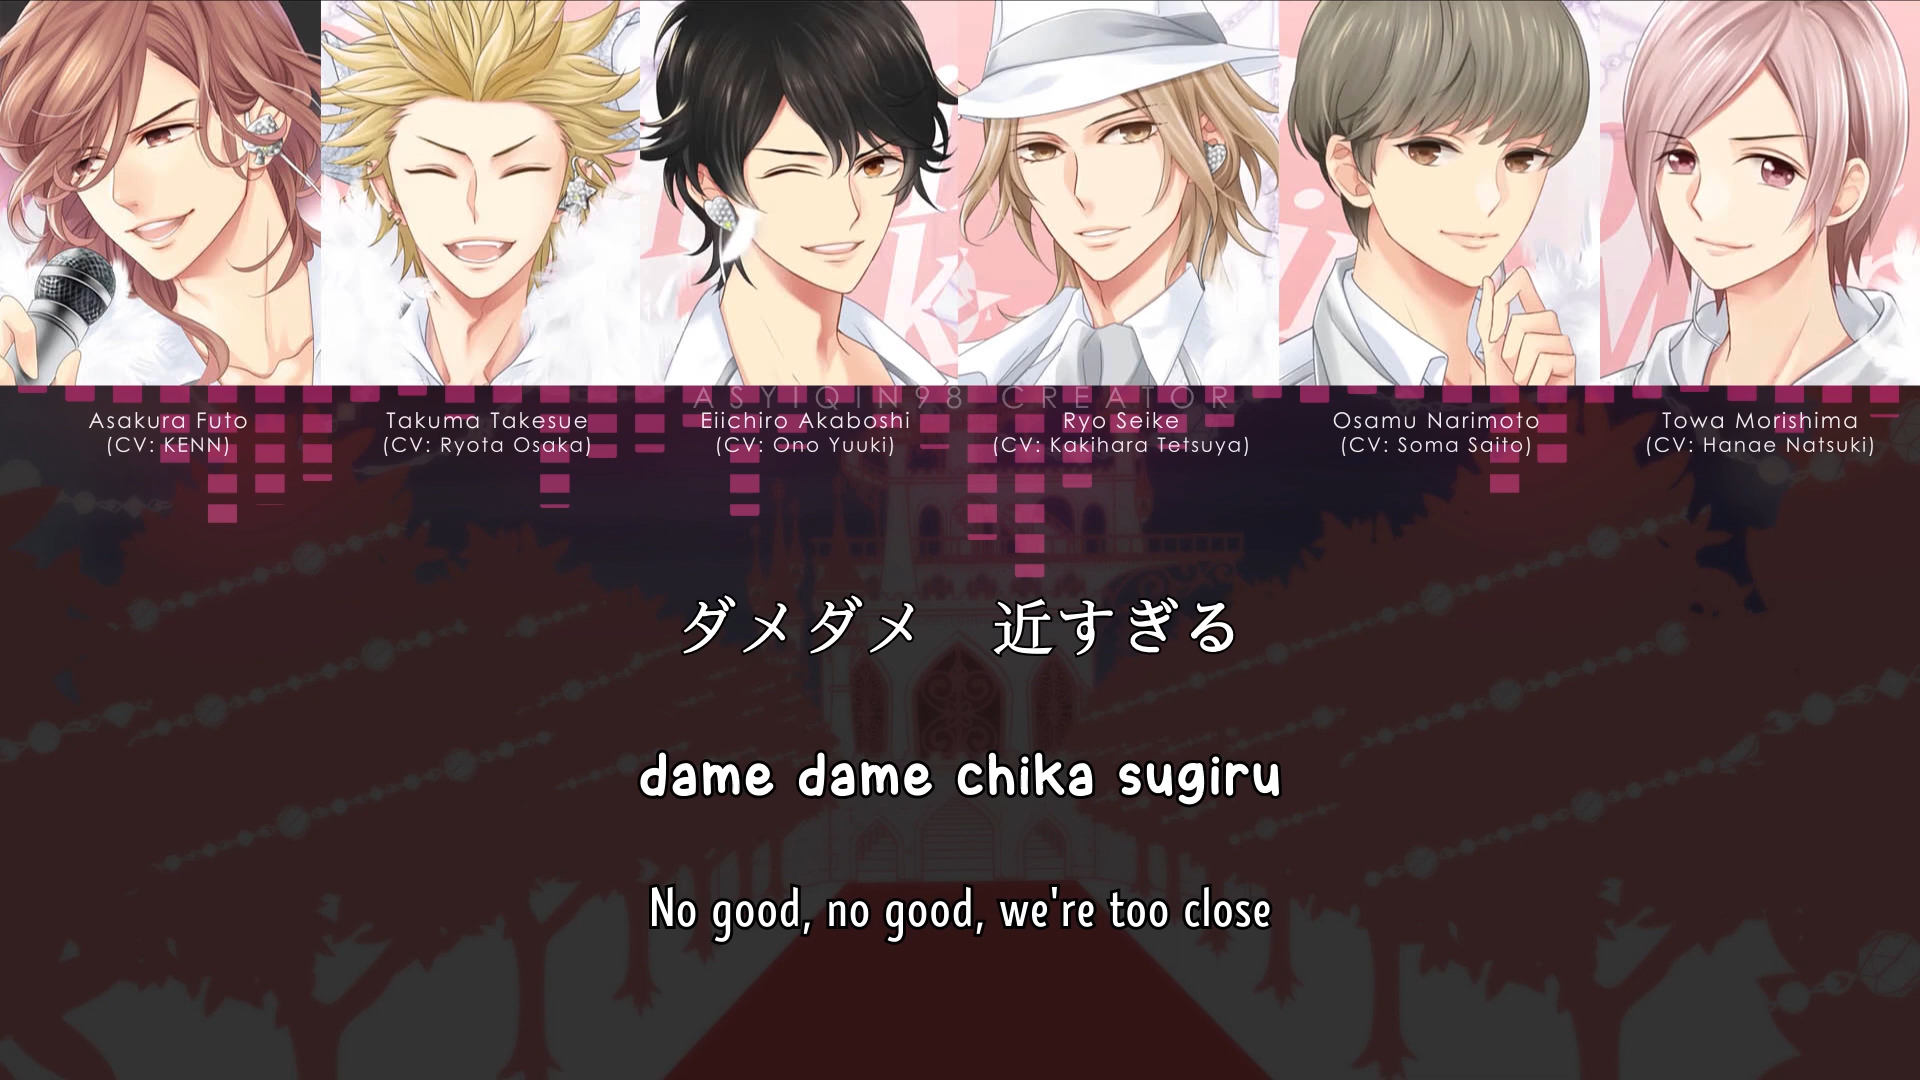 ASYIQIN98 CREATOR
Asakura Futo
(CV: KENN)
Takuma Takesue
(CV: Ryota Osaka)
Eiichiro Akaboshi
(CV: Ono Yuuki)
Ryo Seike
(CV: Kakihara Tetsuya)
Osamu Narimoto
(CV: Soma Saito)
Towa Morishima
(CV: Hanae Natsuki)
ダメダメ　近すぎる
dame dame chika sugiru
No good, no good, we're too close